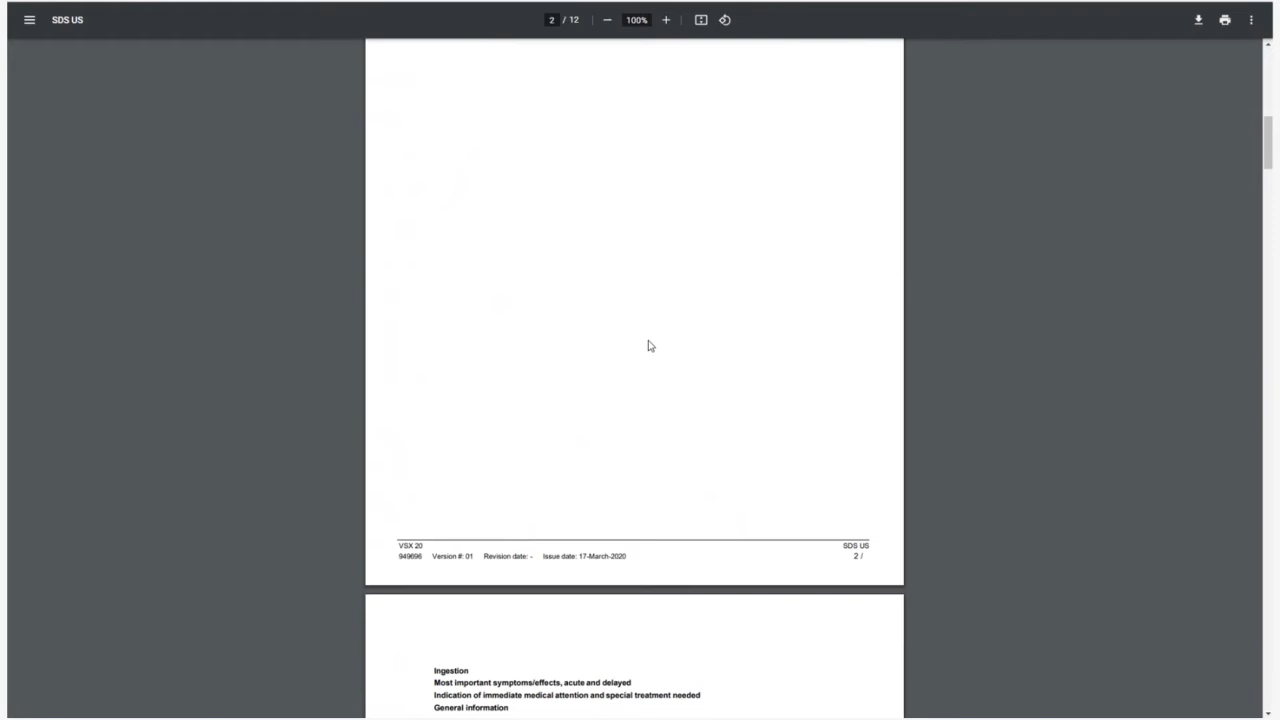 SDS US
2 / 12
100%
VSX 20 SDS US
949696 Version #: 01 Revision date: - Issue date: 17-March-2020 2 /
Ingestion
Most important symptoms/effects, acute and delayed
Indication of immediate medical attention and special treatment needed
General information